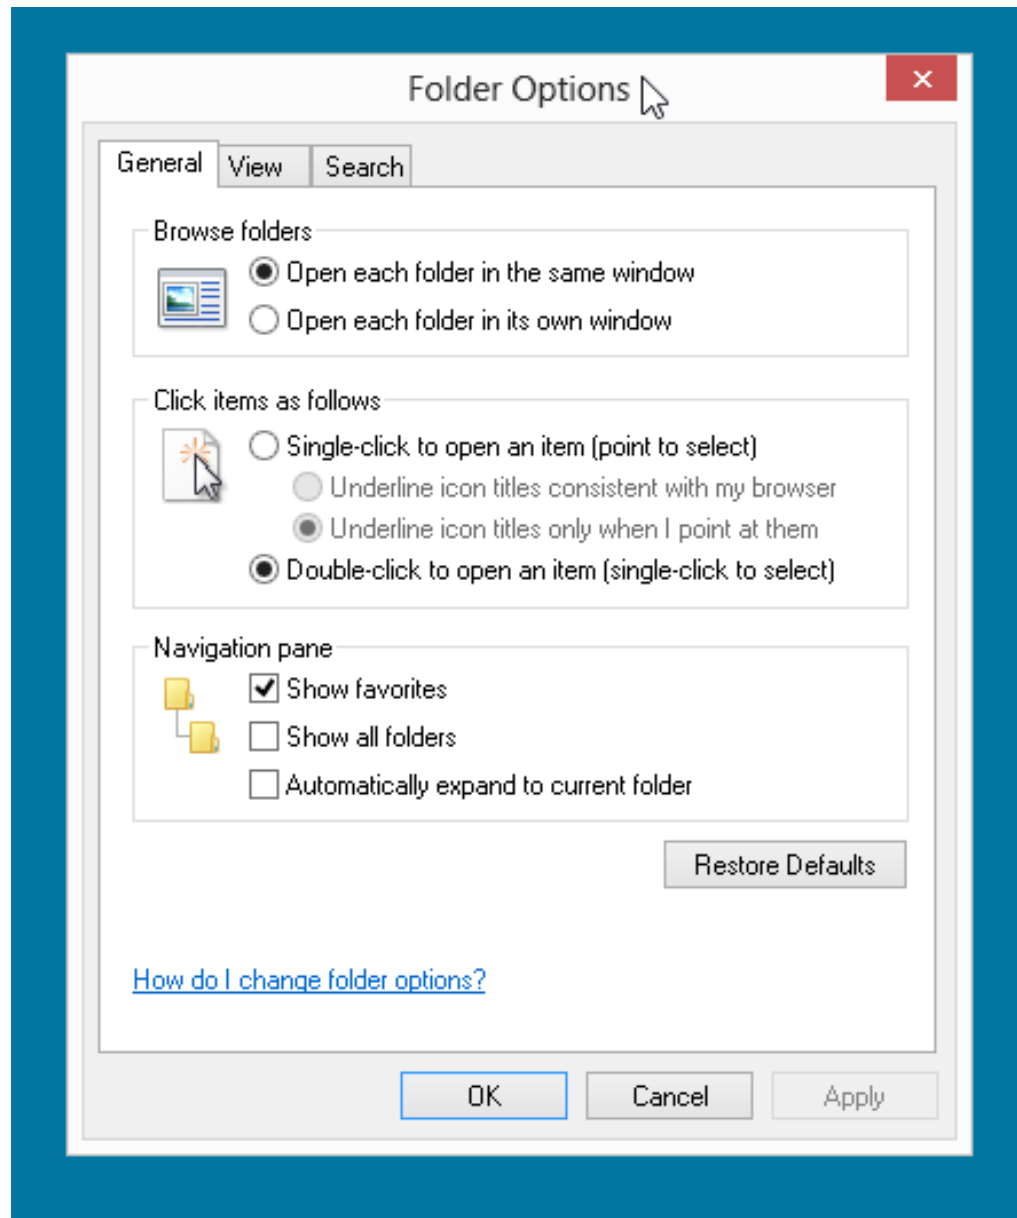 Folder Options
General View Search
Browse folders
Open each folder in the same window
Open each folder in its own window
Click items as follows
Single-click to open an item (point to select)
Underline icon titles consistent with my browser
Underline icon titles only when I point at them
Double-click to open an item (single-click to select)
Navigation pane
Show favorites
Show all folders
Automatically expand to current folder
Restore Defaults
How do I change folder options?
OK Cancel Apply